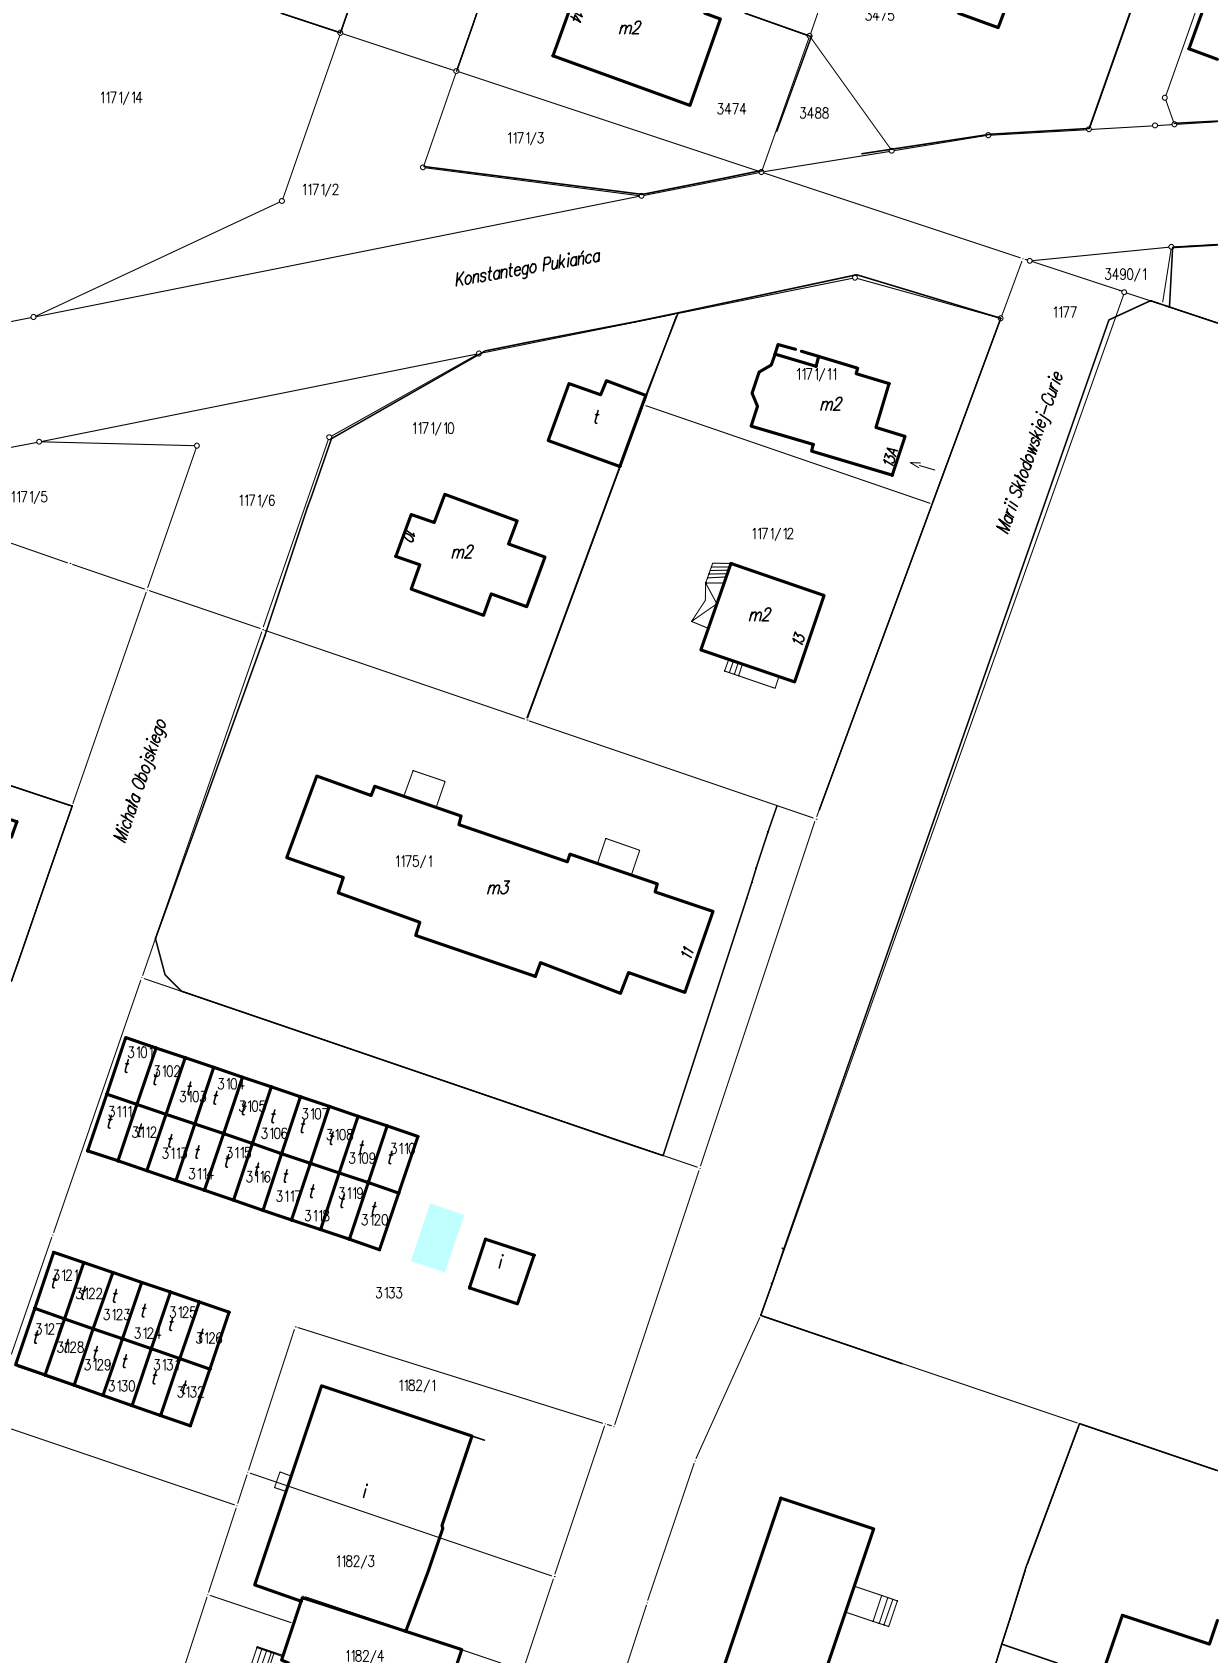 14
m2
3475
1171/14
3474
3488
1171/3
1171/2
Konstantego Pukiańca
3490/1
1177
1171/11
m2
Marii Skłodowskiej-Curie
t
1171/10
13A
1171/5
1171/6
1171/12
10
m2
m2
13
Michała Obojskiego
1175/1
m3
11
3101
t
3102
t
3103
t
3104
t
3105
t
3106
t
3107
t
3108
t
3109
t
3110
t
3111
t
3112
t
3113
t
3114
t
3115
t
3116
t
3117
t
3118
t
3119
t
3120
t
i
3133
3121
t
3122
t
3123
t
3124
t
3125
t
3126
t
3127
t
3128
t
3129
t
3130
t
3131
t
3132
t
1182/1
i
1182/3
1182/4